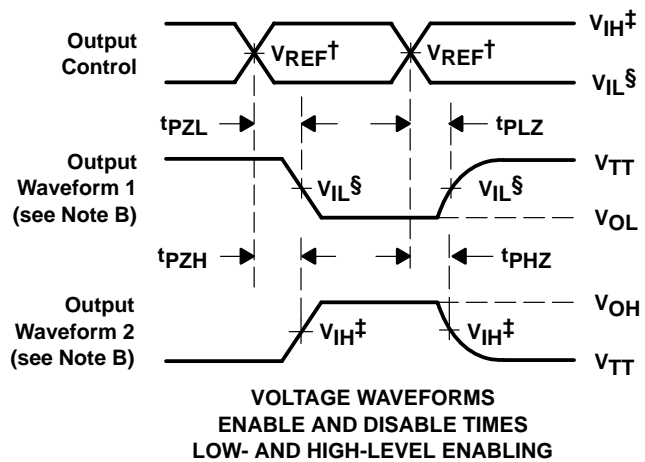 Output
Control
VREF†
VREF†
VIH‡
VIL§
tPZL
tPLZ
Output
Waveform 1
(see Note B)
VIL§
VIL§
VTT
VOL
tPZH
tPHZ
Output
Waveform 2
(see Note B)
VIH‡
VIH‡
VOH
VTT
VOLTAGE WAVEFORMS
ENABLE AND DISABLE TIMES
LOW- AND HIGH-LEVEL ENABLING